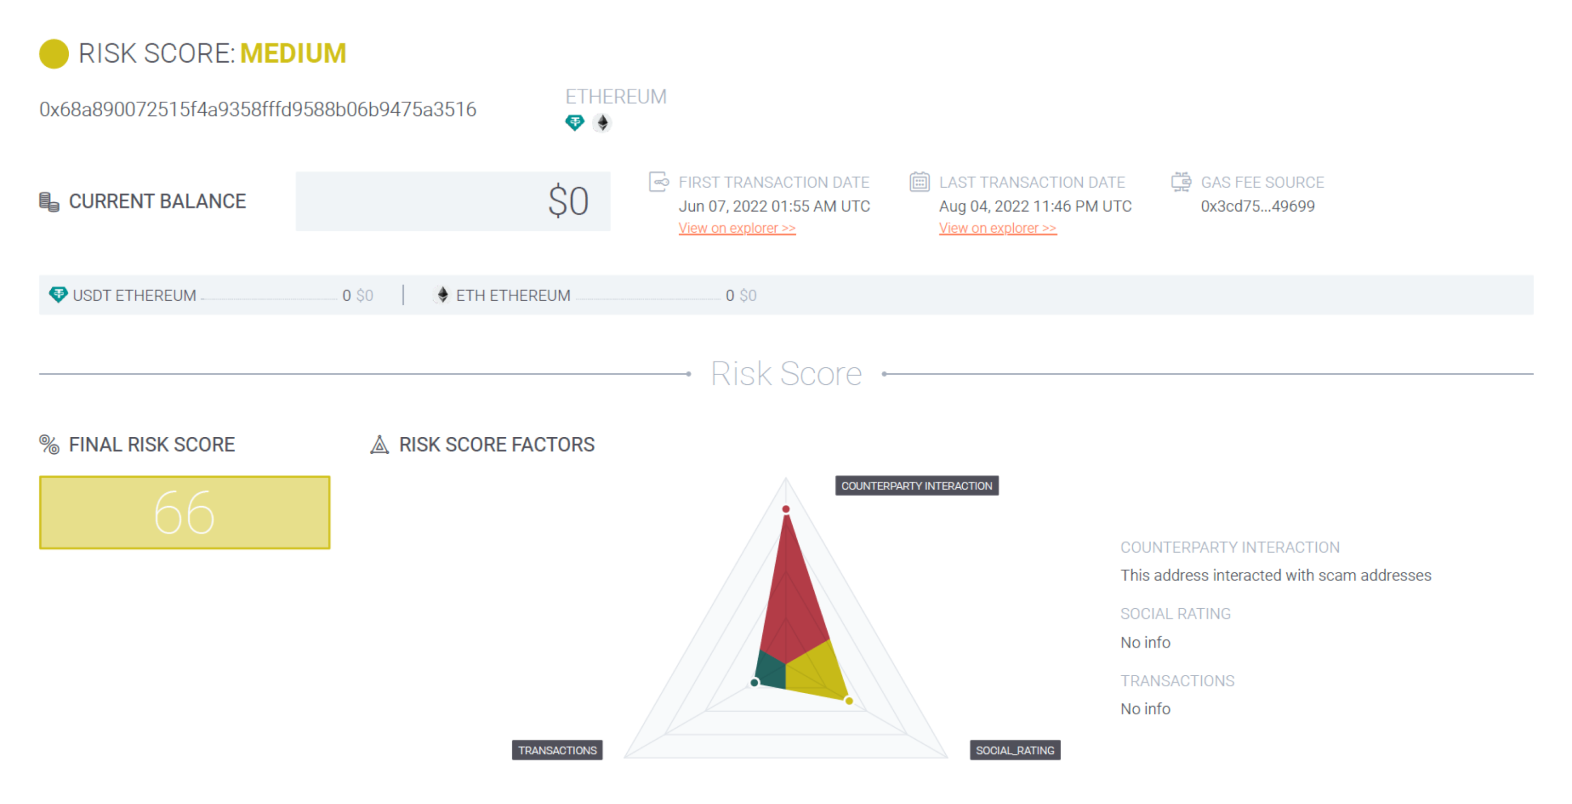 RISK SCORE: MEDIUM
0x68a890072515f4a9358fffd9588b06b9475a3516
ETHEREUM
CURRENT BALANCE
$0
FIRST TRANSACTION DATE
Jun 07, 2022 01:55 AM UTC
View on explorer >>
LAST TRANSACTION DATE
Aug 04, 2022 11:46 PM UTC
View on explorer >>
GAS FEE SOURCE
0x3cd75...49699
USDT ETHEREUM 0 $0
ETH ETHEREUM 0 $0
Risk Score
FINAL RISK SCORE
66
RISK SCORE FACTORS
COUNTERPARTY INTERACTION
TRANSACTIONS
SOCIAL_RATING
COUNTERPARTY INTERACTION
This address interacted with scam addresses
SOCIAL RATING
No info
TRANSACTIONS
No info